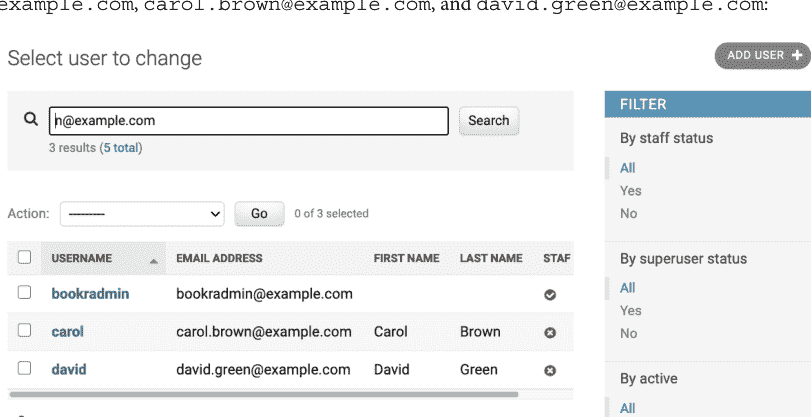 example.com, carol.brown@example.com, and david.green@example.com:
Select user to change
ADD USER +
n@example.com
Search
3 results (5 total)
Action:
---------
Go
0 of 3 selected
USERNAME EMAIL ADDRESS FIRST NAME LAST NAME STAF
bookradmin bookradmin@example.com
carol carol.brown@example.com Carol Brown
david david.green@example.com David Green
FILTER
By staff status
All
Yes
No
By superuser status
All
Yes
No
By active
All